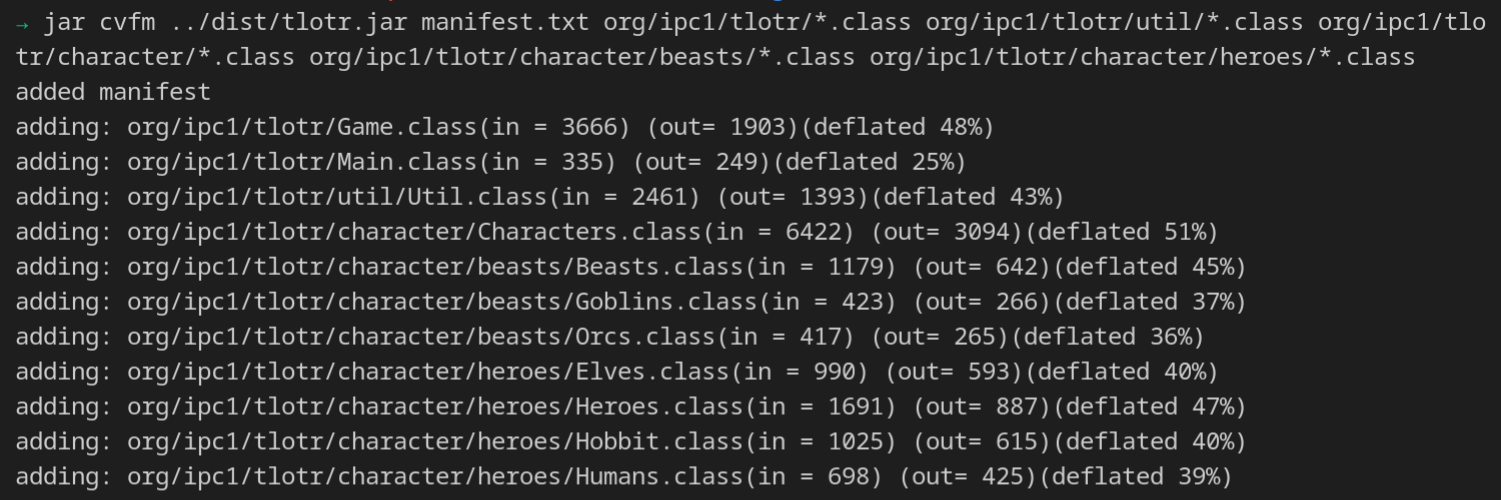 → jar cvfm ../dist/tlotr.jar manifest.txt org/ipc1/tlotr/*.class org/ipc1/tlotr/util/*.class org/ipc1/tlo
tr/character/*.class org/ipc1/tlotr/character/beasts/*.class org/ipc1/tlotr/character/heroes/*.class
added manifest
adding: org/ipc1/tlotr/Game.class(in = 3666) (out= 1903)(deflated 48%)
adding: org/ipc1/tlotr/Main.class(in = 335) (out= 249)(deflated 25%)
adding: org/ipc1/tlotr/util/Util.class(in = 2461) (out= 1393)(deflated 43%)
adding: org/ipc1/tlotr/character/Characters.class(in = 6422) (out= 3094)(deflated 51%)
adding: org/ipc1/tlotr/character/beasts/Beasts.class(in = 1179) (out= 642)(deflated 45%)
adding: org/ipc1/tlotr/character/beasts/Goblins.class(in = 423) (out= 266)(deflated 37%)
adding: org/ipc1/tlotr/character/beasts/Orcs.class(in = 417) (out= 265)(deflated 36%)
adding: org/ipc1/tlotr/character/heroes/Elves.class(in = 990) (out= 593)(deflated 40%)
adding: org/ipc1/tlotr/character/heroes/Heroes.class(in = 1691) (out= 887)(deflated 47%)
adding: org/ipc1/tlotr/character/heroes/Hobbit.class(in = 1025) (out= 615)(deflated 40%)
adding: org/ipc1/tlotr/character/heroes/Humans.class(in = 698) (out= 425)(deflated 39%)